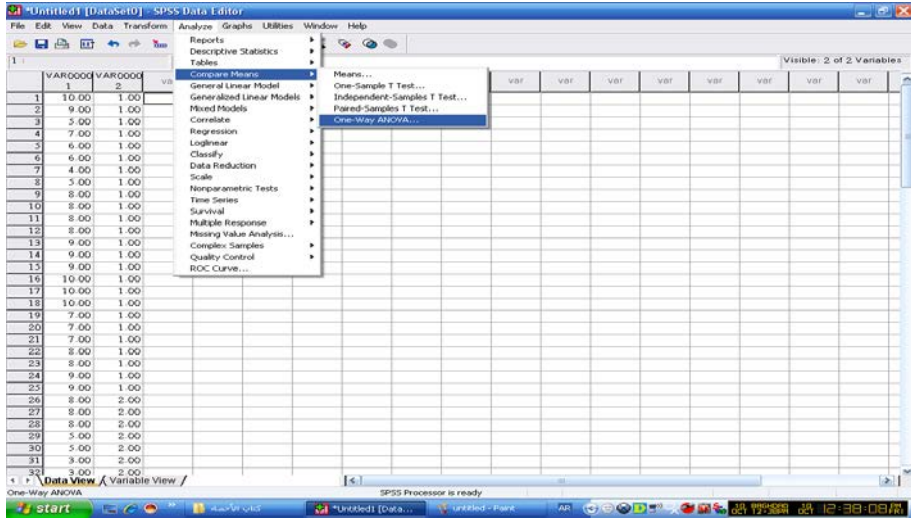 *Untitled1 [DataSet0] - SPSS Data Editor
File Edit View Data Transform Analyze Graphs Utilities Window Help
1 :
Visible: 2 of 2 Variables
VAR00001 VAR00002 var var var var var var var
1 10.00 1.00
2 9.00 1.00
3 5.00 1.00
4 7.00 1.00
5 6.00 1.00
6 6.00 1.00
7 4.00 1.00
8 5.00 1.00
9 8.00 1.00
10 8.00 1.00
11 8.00 1.00
12 8.00 1.00
13 9.00 1.00
14 9.00 1.00
15 9.00 1.00
16 10.00 1.00
17 10.00 1.00
18 10.00 1.00
19 7.00 1.00
20 7.00 1.00
21 7.00 1.00
22 8.00 1.00
23 8.00 1.00
24 9.00 1.00
25 9.00 1.00
26 8.00 2.00
27 8.00 2.00
28 8.00 2.00
29 5.00 2.00
30 5.00 2.00
31 3.00 2.00
32 3.00 2.00
Reports
Descriptive Statistics
Tables
Compare Means
General Linear Model
Generalized Linear Models
Mixed Models
Correlate
Regression
Loglinear
Classify
Data Reduction
Scale
Nonparametric Tests
Time Series
Survival
Multiple Response
Missing Value Analysis...
Complex Samples
Quality Control
ROC Curve...
Means...
One-Sample T Test...
Independent-Samples T Test...
Paired-Samples T Test...
One-Way ANOVA...
Data View Variable View
One-Way ANOVA
SPSS Processor is ready
start
كتاب الاحصاء
*Untitled1 [Data...
untitled - Paint
AR
12:38:08